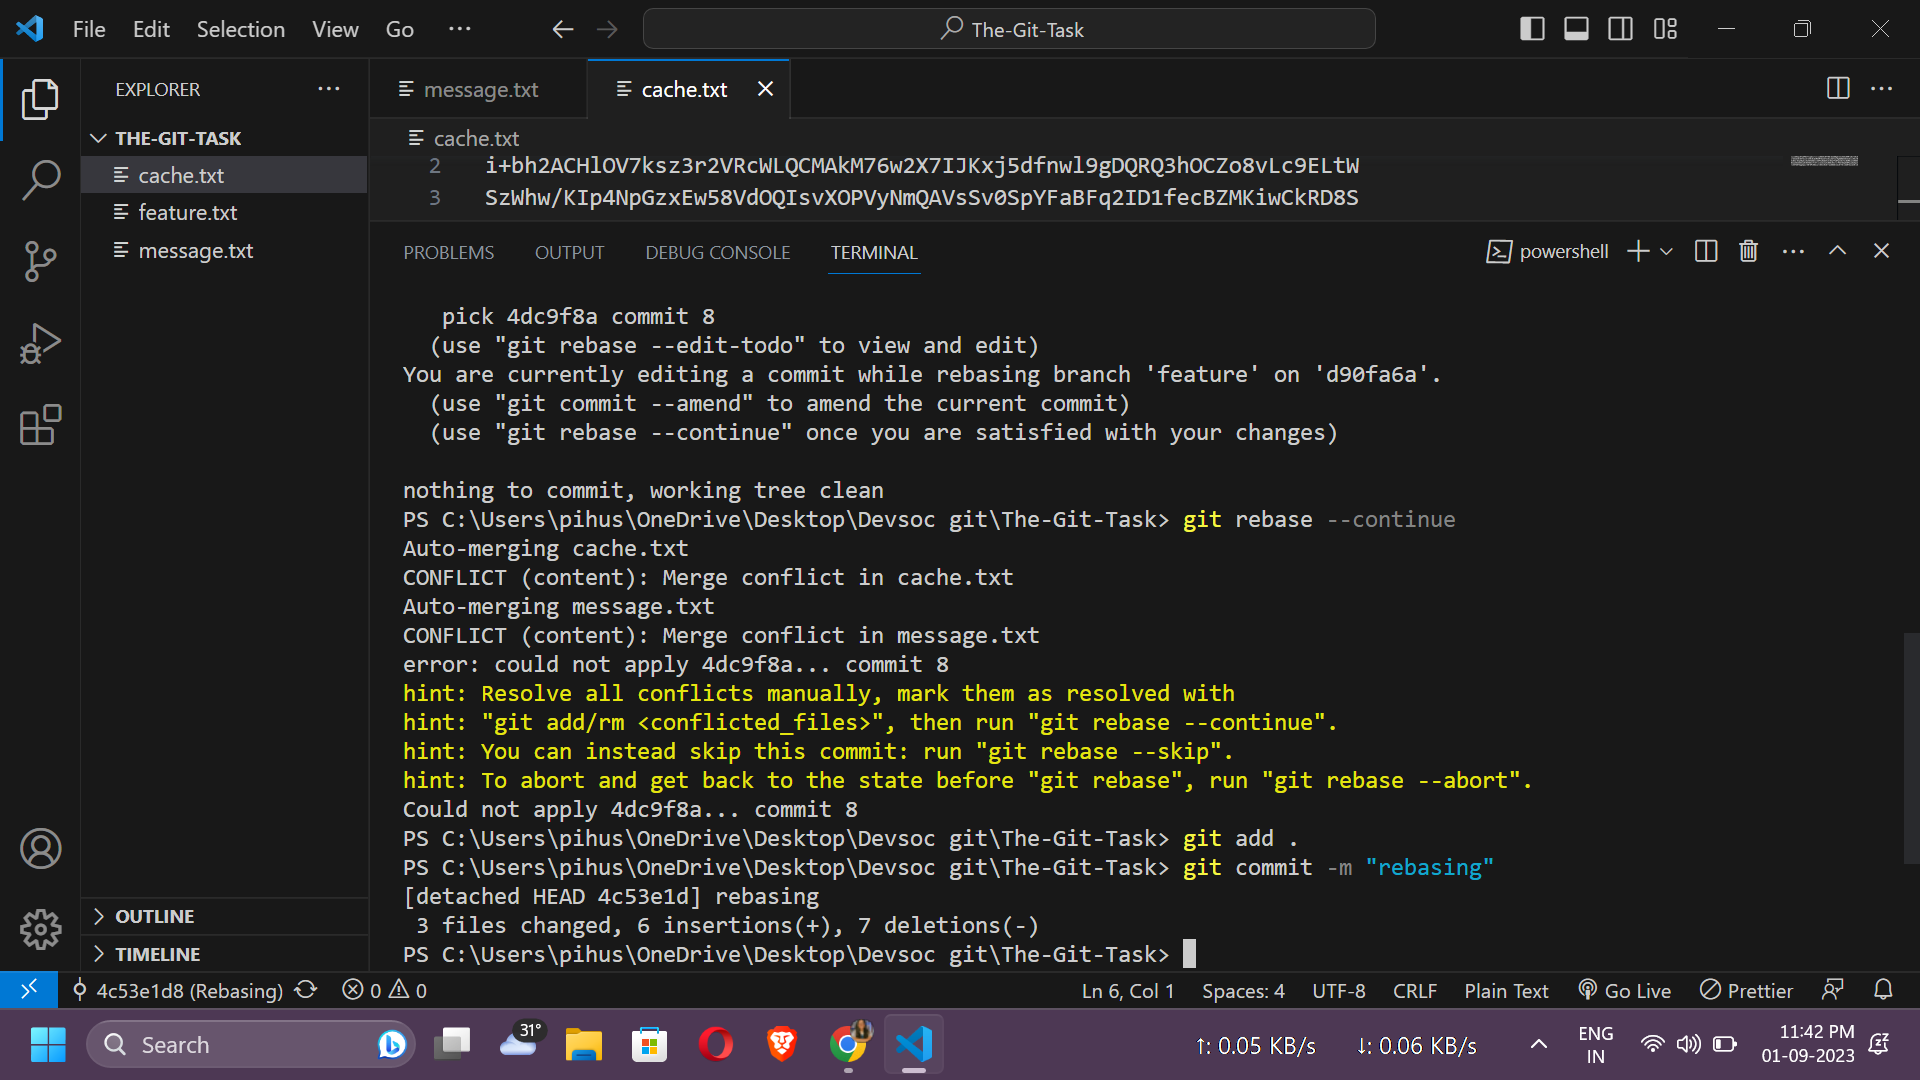 File Edit Selection View Go ···
The-Git-Task
EXPLORER
THE-GIT-TASK
cache.txt
feature.txt
message.txt
OUTLINE
TIMELINE
message.txt
cache.txt
cache.txt
2 i+bh2ACHlOV7ksz3r2VRcWLQCMAkM76w2X7IJKxj5dfnwl9gDQRQ3hOCZo8vLc9ELtW
3 SzWhw/KIp4NpGzxEw58VdOQIsvXOPVyNmQAVsSv0SpYFaBFq2ID1fecBZMKiwCkRD8S
PROBLEMS OUTPUT DEBUG CONSOLE TERMINAL
powershell
pick 4dc9f8a commit 8
(use "git rebase --edit-todo" to view and edit)
You are currently editing a commit while rebasing branch 'feature' on 'd90fa6a'.
(use "git commit --amend" to amend the current commit)
(use "git rebase --continue" once you are satisfied with your changes)
nothing to commit, working tree clean
PS C:\Users\pihus\OneDrive\Desktop\Devsoc git\The-Git-Task> git rebase --continue
Auto-merging cache.txt
CONFLICT (content): Merge conflict in cache.txt
Auto-merging message.txt
CONFLICT (content): Merge conflict in message.txt
error: could not apply 4dc9f8a... commit 8
hint: Resolve all conflicts manually, mark them as resolved with
hint: "git add/rm <conflicted_files>", then run "git rebase --continue".
hint: You can instead skip this commit: run "git rebase --skip".
hint: To abort and get back to the state before "git rebase", run "git rebase --abort".
Could not apply 4dc9f8a... commit 8
PS C:\Users\pihus\OneDrive\Desktop\Devsoc git\The-Git-Task> git add .
PS C:\Users\pihus\OneDrive\Desktop\Devsoc git\The-Git-Task> git commit -m "rebasing"
[detached HEAD 4c53e1d] rebasing
3 files changed, 6 insertions(+), 7 deletions(-)
PS C:\Users\pihus\OneDrive\Desktop\Devsoc git\The-Git-Task>
4c53e1d8 (Rebasing) 0 0
Ln 6, Col 1 Spaces: 4 UTF-8 CRLF Plain Text Go Live Prettier
Search
31°
↑: 0.05 KB/s ↓: 0.06 KB/s
ENG
IN
11:42 PM
01-09-2023